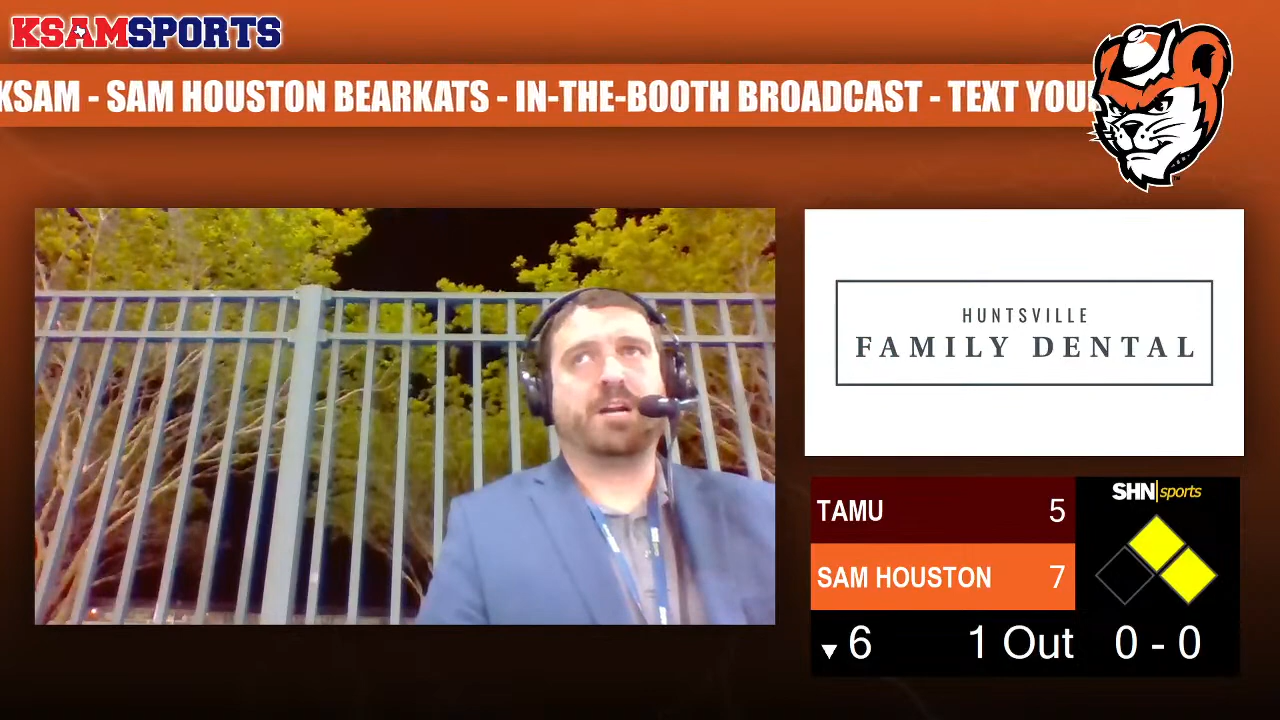 KSAMSPORTS
KSAM - SAM HOUSTON BEARKATS - IN-THE-BOOTH BROADCAST - TEXT YOU
HUNTSVILLE
FAMILY DENTAL
SHN|sports
TAMU 5
SAM HOUSTON 7
▼ 6 1 Out 0 - 0